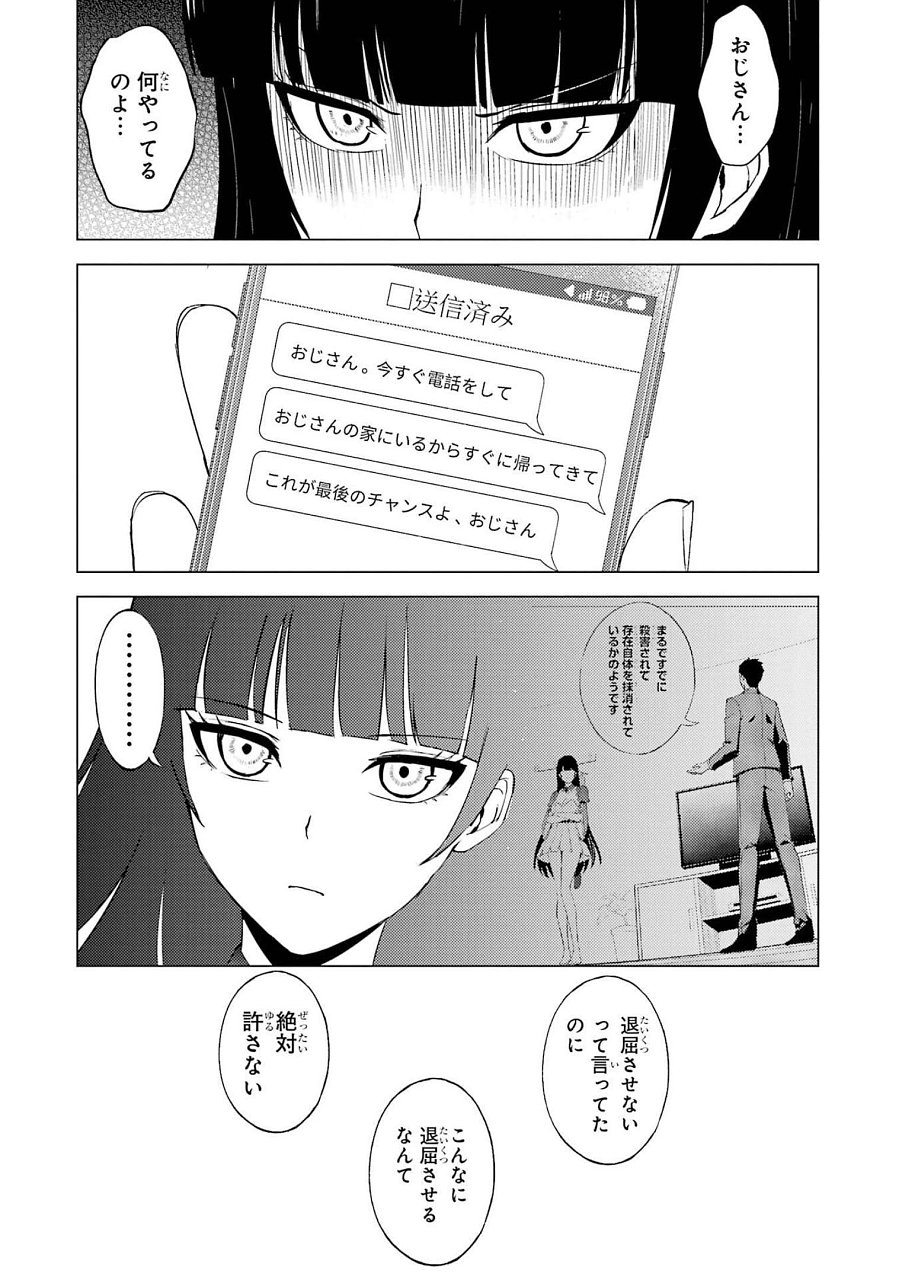 おじさん…
何やってる
のよ…
98%
□送信済み
おじさん。今すぐ電話をして
おじさんの家にいるからすぐに帰ってきて
これが最後のチャンスよ、おじさん
まるですでに
殺害されて
存在自体を抹消されて
いるかのようです
…………
退屈させない
って言ってた
のに
こんなに
退屈させる
なんて
絶対
許さない